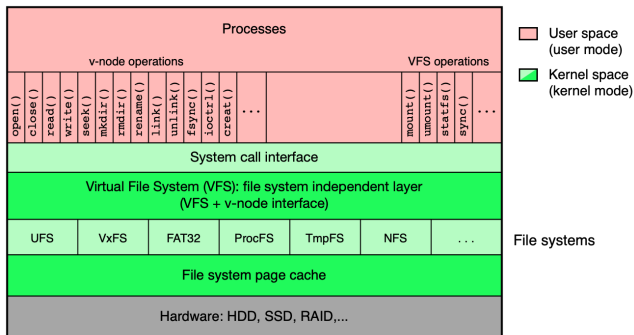 Processes
v-node operations
VFS operations
open()
close()
read()
write()
seek()
mkdir()
rmdir()
rename()
link()
unlink()
fsync()
ioctrl()
creat()
...
mount()
umount()
statfs()
sync()
...
System call interface
Virtual File System (VFS): file system independent layer
(VFS + v-node interface)
UFS
VxFS
FAT32
ProcFS
TmpFS
NFS
...
File system page cache
Hardware: HDD, SSD, RAID,...
User space
(user mode)
Kernel space
(kernel mode)
File systems